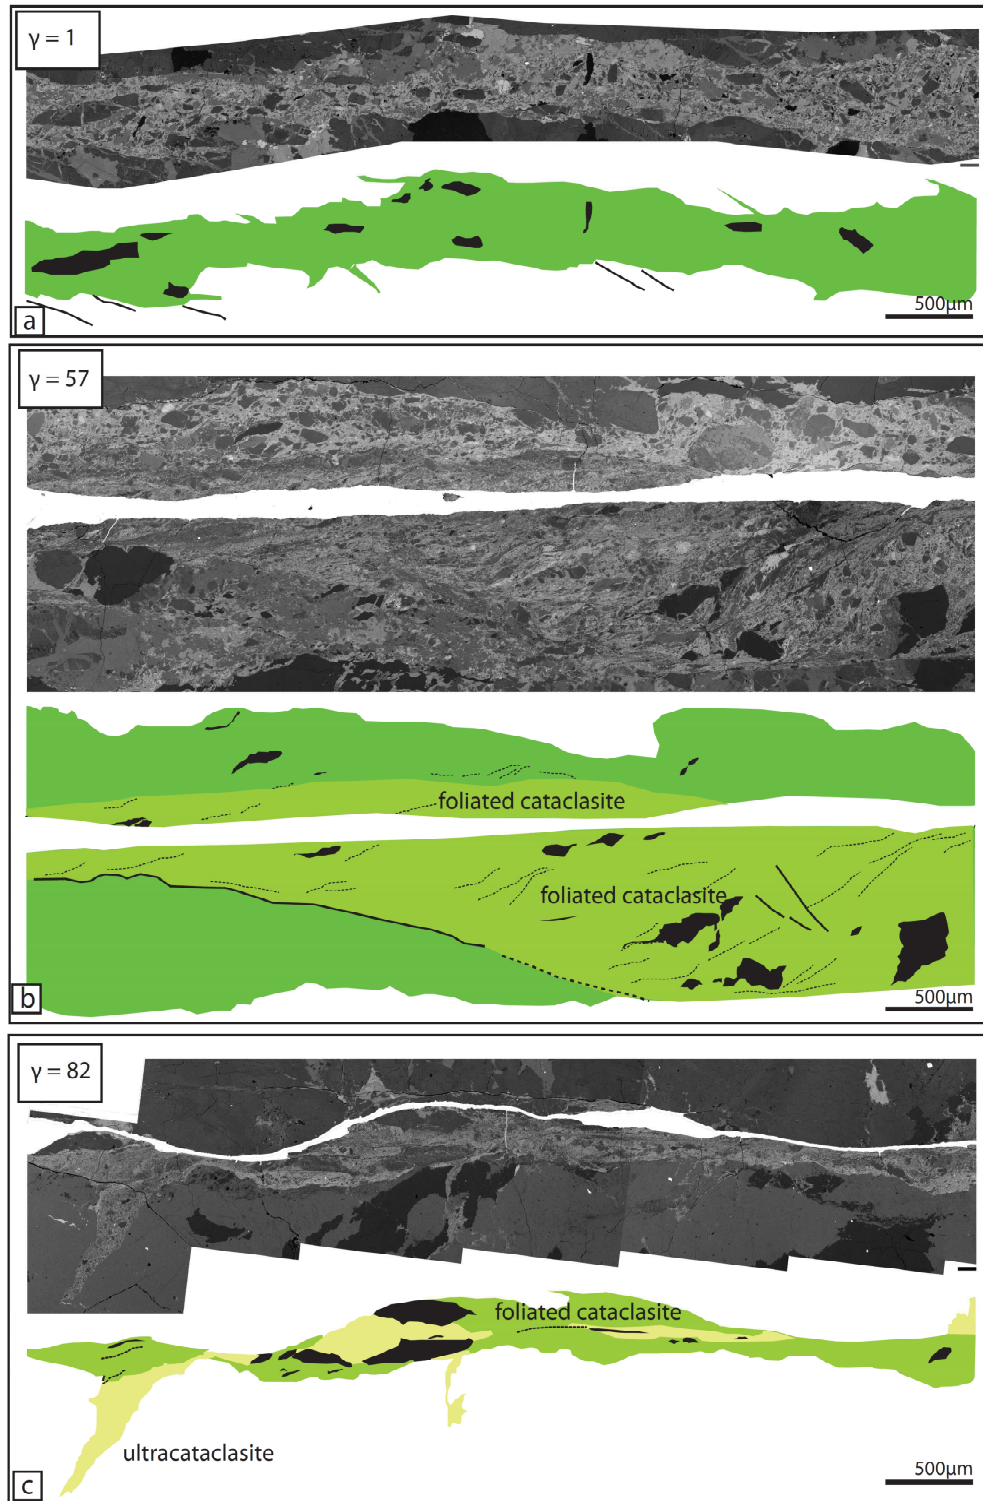 γ = 1
500µm
a
γ = 57
foliated cataclasite
foliated cataclasite
500µm
b
γ = 82
foliated cataclasite
ultracataclasite
500µm
c